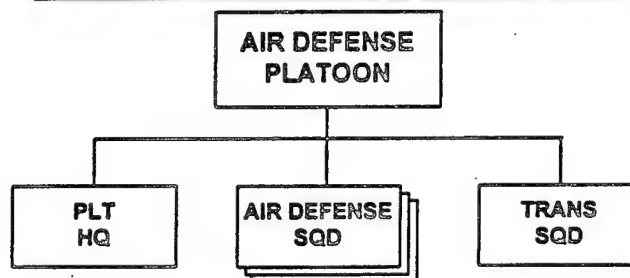 AIR DEFENSE
PLATOON
PLT
HQ
AIR DEFENSE
SQD
TRANS
SQD